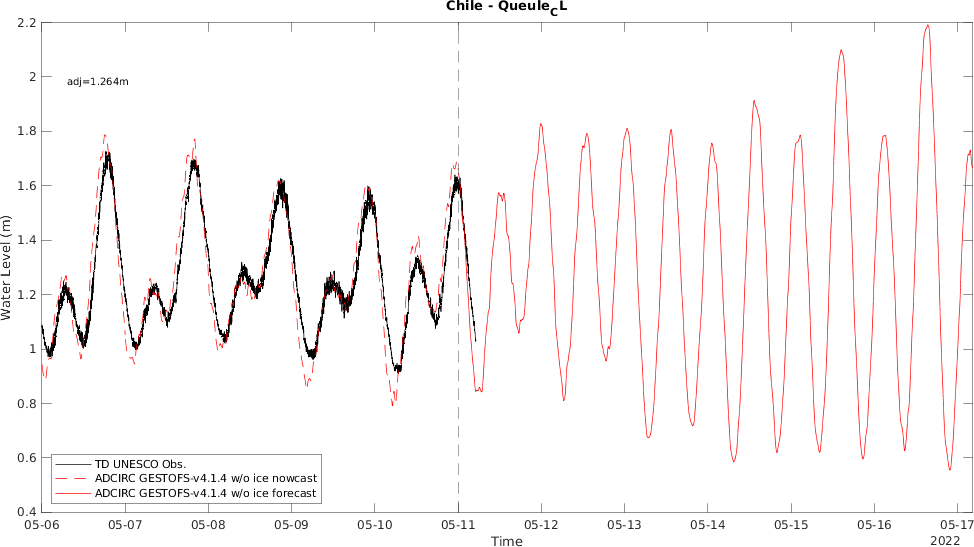 Chile - Queule_CL
2.2
2
1.8
1.6
1.4
1.2
1
0.8
0.6
0.4
Water Level (m)
adj=1.264m
TD UNESCO Obs.
ADCIRC GESTOFS-v4.1.4 w/o ice nowcast
ADCIRC GESTOFS-v4.1.4 w/o ice forecast
05-06 05-07 05-08 05-09 05-10 05-11 05-12 05-13 05-14 05-15 05-16 05-17
Time
2022